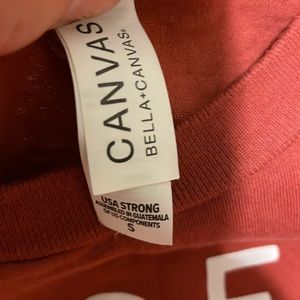 CANVAS
BELLA+CANVAS®
USA STRONG
ASSEMBLED IN GUATEMALA
OF US COMPONENTS
S